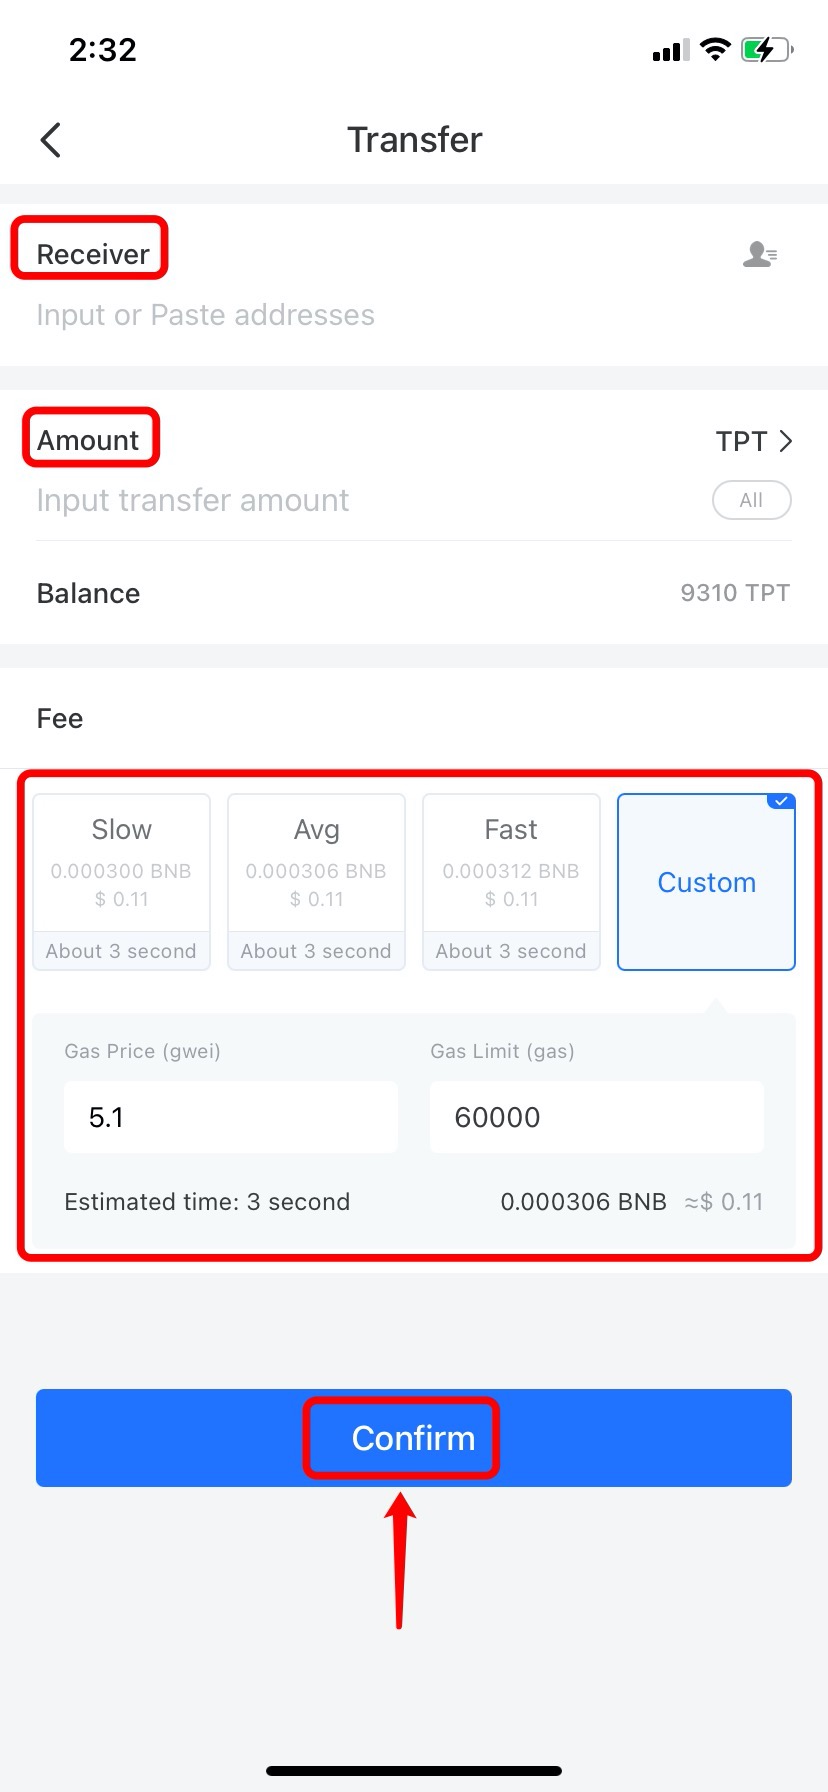 2:32
Transfer
Receiver
Input or Paste addresses
Amount
TPT
Input transfer amount
All
Balance
9310 TPT
Fee
Slow
0.000300 BNB
$ 0.11
About 3 second
Avg
0.000306 BNB
$ 0.11
About 3 second
Fast
0.000312 BNB
$ 0.11
About 3 second
Custom
Gas Price (gwei)
Gas Limit (gas)
5.1
60000
Estimated time: 3 second
0.000306 BNB ≈$ 0.11
Confirm